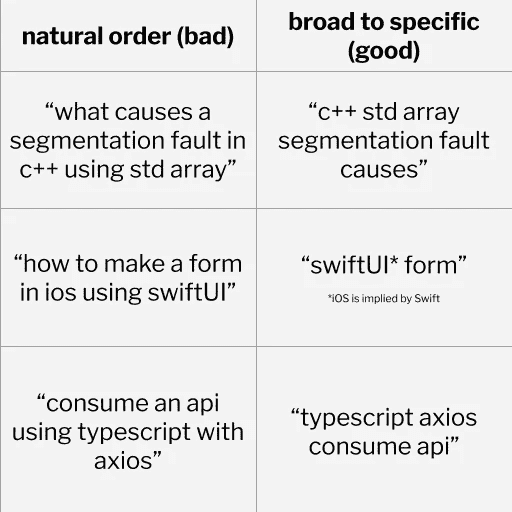 natural order (bad)
broad to specific
(good)
“what causes a
segmentation fault in
c++ using std array”
“c++ std array
segmentation fault
causes”
“how to make a form
in ios using swiftUI”
“swiftUI* form”
*iOS is implied by Swift
“consume an api
using typescript with
axios”
“typescript axios
consume api”